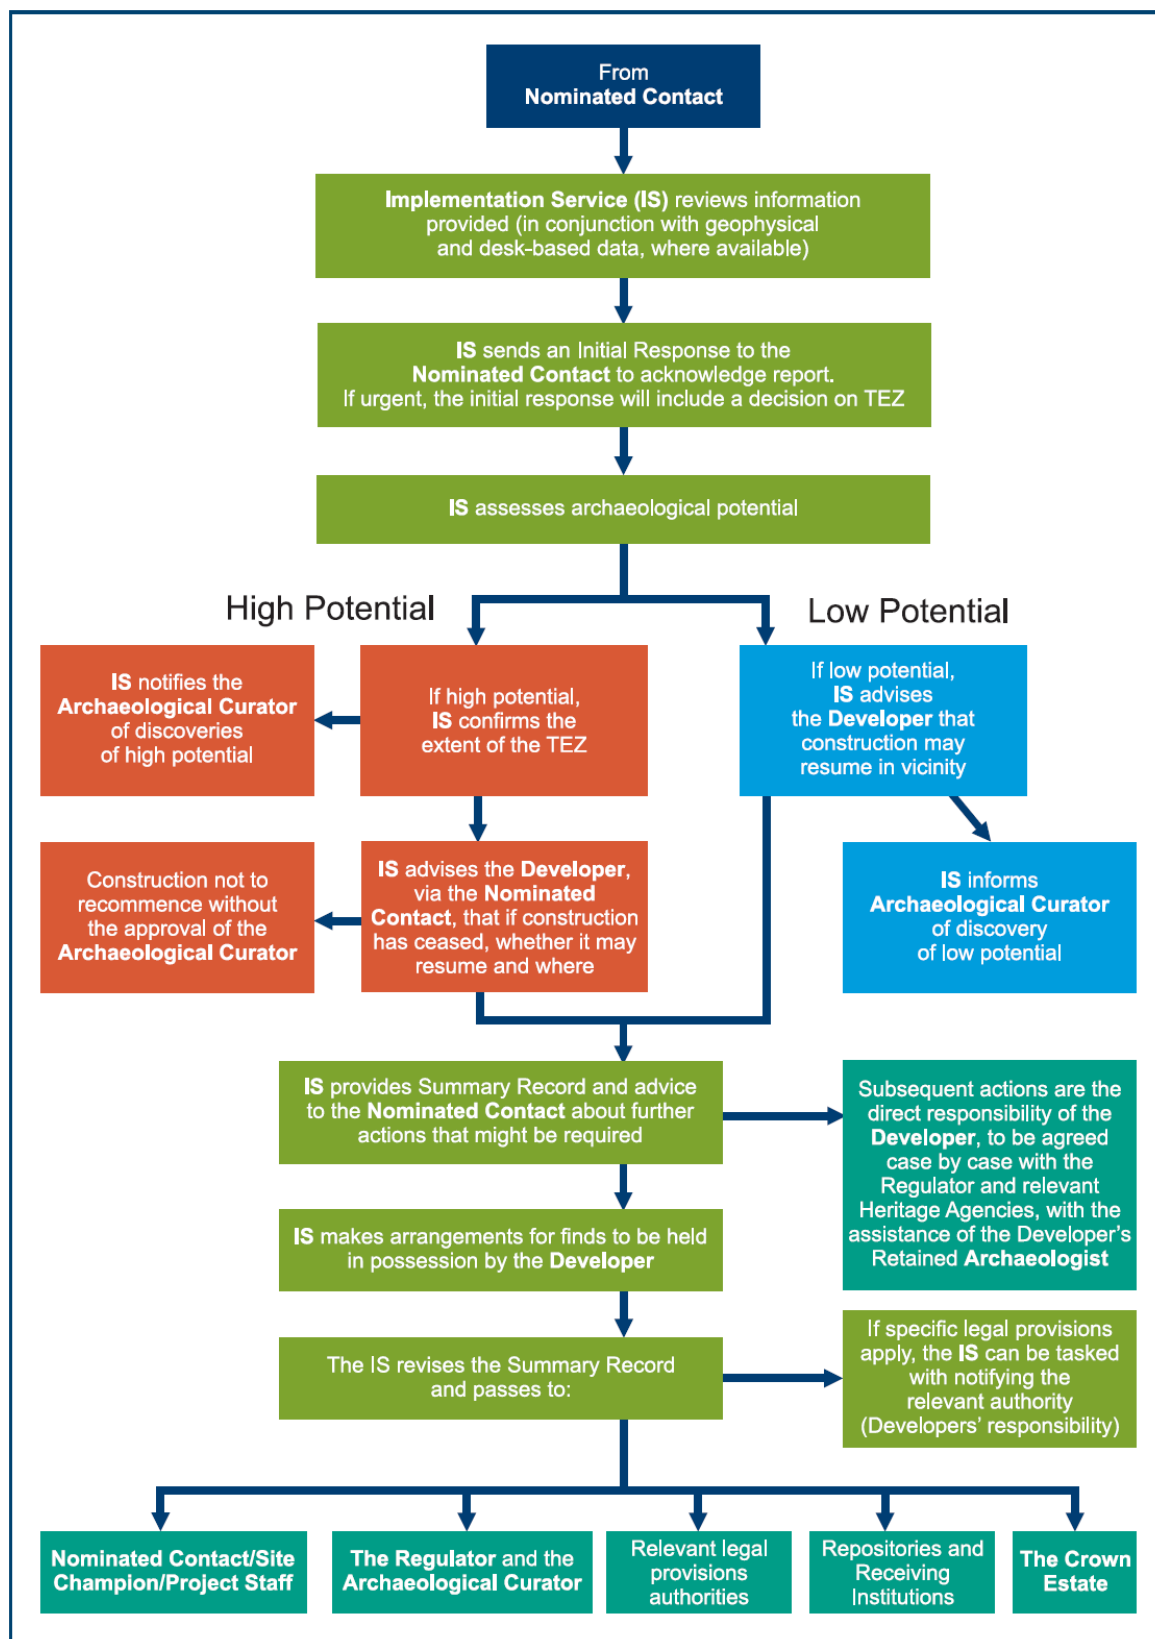 From
Nominated Contact
Implementation Service (IS) reviews information
provided (in conjunction with geophysical
and desk-based data, where available)
IS sends an Initial Response to the
Nominated Contact to acknowledge report.
If urgent, the initial response will include a decision on TEZ
IS assesses archaeological potential
High Potential
Low Potential
IS notifies the
Archaeological Curator
of discoveries
of high potential
If high potential,
IS confirms the
extent of the TEZ
If low potential,
IS advises
the Developer that
construction may
resume in vicinity
Construction not to
recommence without
the approval of the
Archaeological Curator
IS advises the Developer,
via the Nominated
Contact, that if construction
has ceased, whether it may
resume and where
IS informs
Archaeological Curator
of discovery
of low potential
IS provides Summary Record and advice
to the Nominated Contact about further
actions that might be required
Subsequent actions are the
direct responsibility of the
Developer, to be agreed
case by case with the
Regulator and relevant
Heritage Agencies, with the
assistance of the Developer's
Retained Archaeologist
IS makes arrangements for finds to be held
in possession by the Developer
The IS revises the Summary Record
and passes to:
If specific legal provisions
apply, the IS can be tasked
with notifying the
relevant authority
(Developers' responsibility)
Nominated Contact/Site
Champion/Project Staff
The Regulator and the
Archaeological Curator
Relevant legal
provisions
authorities
Repositories and
Receiving
Institutions
The Crown
Estate